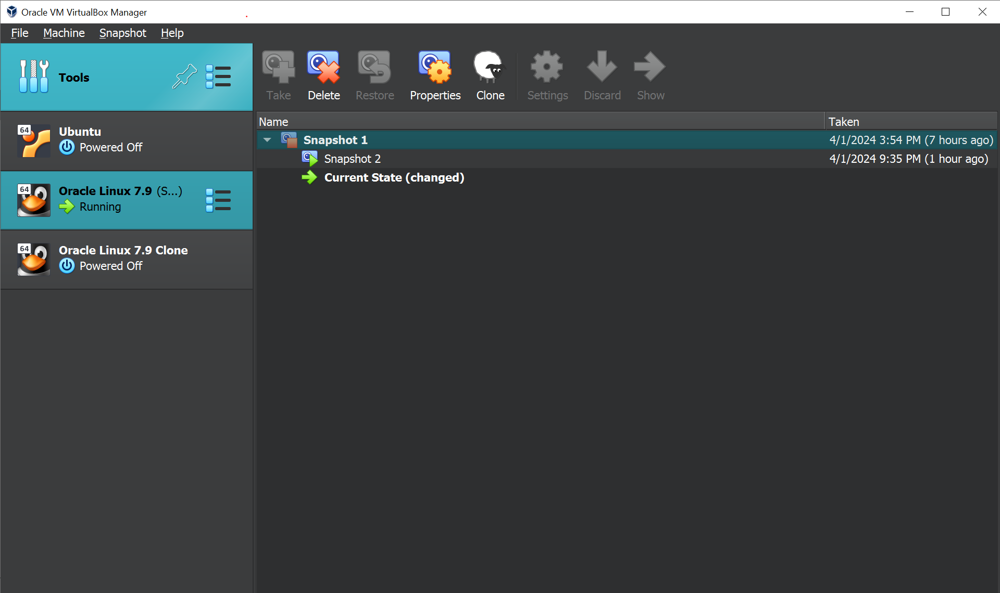 Oracle VM VirtualBox Manager
File Machine Snapshot Help
Tools
Take Delete Restore Properties Clone Settings Discard Show
64
Ubuntu
Powered Off
64
Oracle Linux 7.9 (S...)
Running
64
Oracle Linux 7.9 Clone
Powered Off
Name Taken
Snapshot 1 4/1/2024 3:54 PM (7 hours ago)
Snapshot 2 4/1/2024 9:35 PM (1 hour ago)
Current State (changed)